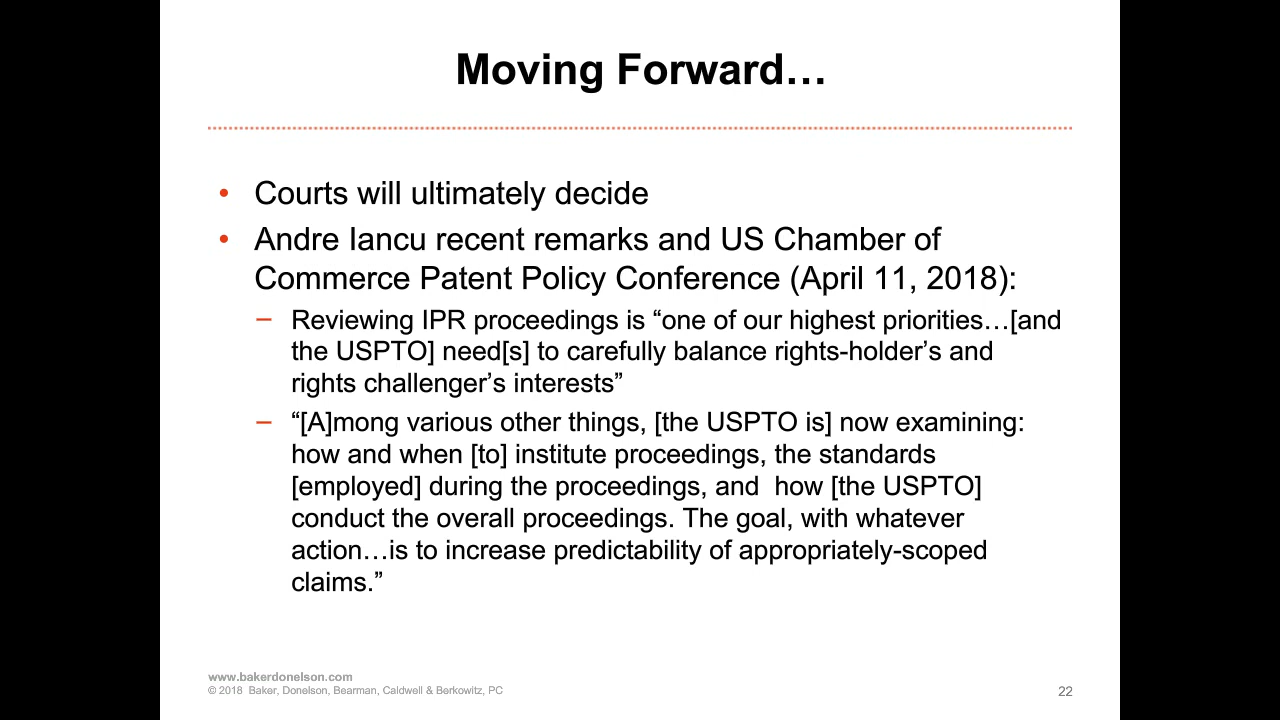 Moving Forward…
• Courts will ultimately decide
• Andre Iancu recent remarks and US Chamber of
Commerce Patent Policy Conference (April 11, 2018):
– Reviewing IPR proceedings is “one of our highest priorities…[and
the USPTO] need[s] to carefully balance rights-holder’s and
rights challenger’s interests”
– “[A]mong various other things, [the USPTO is] now examining:
how and when [to] institute proceedings, the standards
[employed] during the proceedings, and  how [the USPTO]
conduct the overall proceedings. The goal, with whatever
action…is to increase predictability of appropriately-scoped
claims.”
www.bakerdonelson.com
© 2018  Baker, Donelson, Bearman, Caldwell & Berkowitz, PC
22